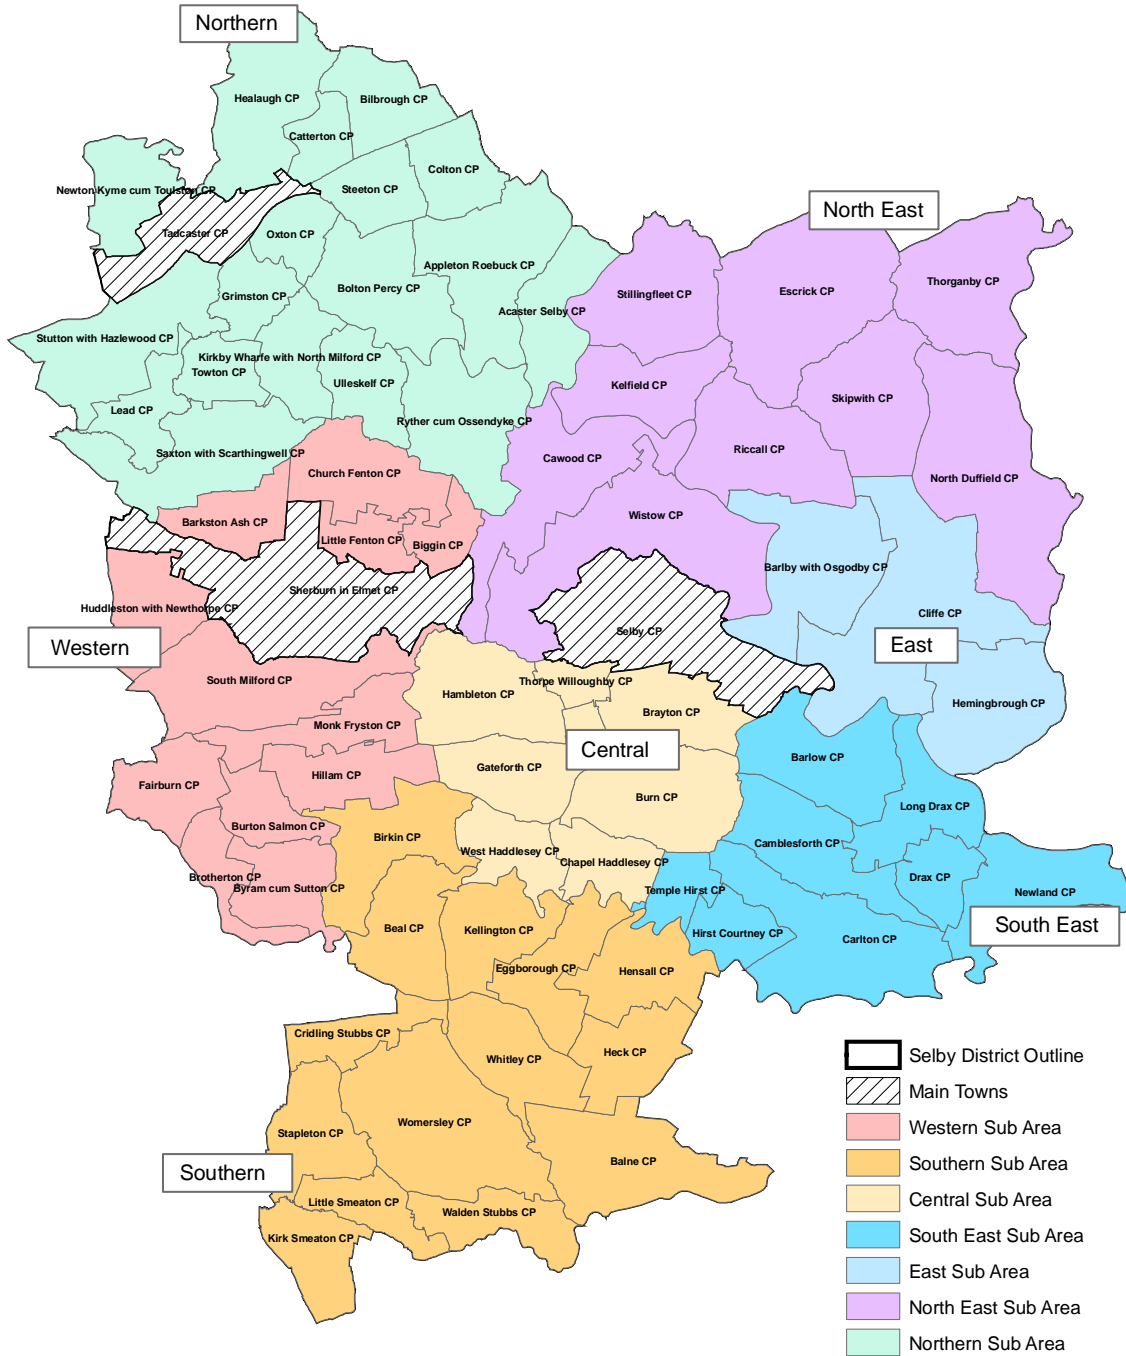 Northern
Healaugh CP
Bilbrough CP
Catterton CP
Colton CP
Newton Kyme cum Toulston CP
Steeton CP
North East
Tadcaster CP
Oxton CP
Appleton Roebuck CP
Thorganby CP
Bolton Percy CP
Grimston CP
Stillingfleet CP
Escrick CP
Acaster Selby CP
Stutton with Hazlewood CP
Kirkby Wharfe with North Milford CP
Towton CP
Ulleskelf CP
Kelfield CP
Skipwith CP
Lead CP
Ryther cum Ossendyke CP
Saxton with Scarthingwell CP
Cawood CP
Riccall CP
Church Fenton CP
North Duffield CP
Barkston Ash CP
Wistow CP
Little Fenton CP
Biggin CP
Barlby with Osgodby CP
Sherburn in Elmet CP
Huddleston with Newthorpe CP
Cliffe CP
Selby CP
Western
East
South Milford CP
Thorpe Willoughby CP
Hambleton CP
Hemingbrough CP
Brayton CP
Monk Fryston CP
Central
Barlow CP
Gateforth CP
Hillam CP
Fairburn CP
Burn CP
Long Drax CP
Burton Salmon CP
Birkin CP
Camblesforth CP
West Haddlesey CP
Chapel Haddlesey CP
Brotherton CP
Drax CP
Byram cum Sutton CP
Temple Hirst CP
Newland CP
South East
Beal CP
Kellington CP
Hirst Courtney CP
Carlton CP
Eggborough CP
Hensall CP
Cridling Stubbs CP
Heck CP
Whitley CP
Womersley CP
Stapleton CP
Balne CP
Southern
Little Smeaton CP
Walden Stubbs CP
Kirk Smeaton CP
Selby District Outline
Main Towns
Western Sub Area
Southern Sub Area
Central Sub Area
South East Sub Area
East Sub Area
North East Sub Area
Northern Sub Area